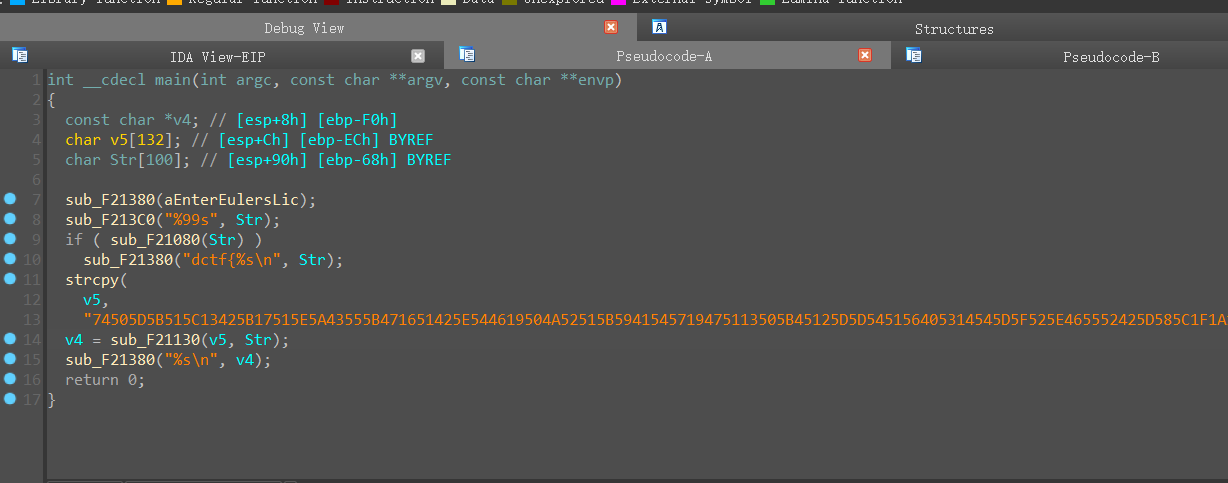 Library function Regular function Instruction Data Unexplored External symbol Lumina function
Debug View Structures
IDA View-EIP Pseudocode-A Pseudocode-B
1 int __cdecl main(int argc, const char **argv, const char **envp)
2 {
3 const char *v4; // [esp+8h] [ebp-F0h]
4 char v5[132]; // [esp+Ch] [ebp-ECh] BYREF
5 char Str[100]; // [esp+90h] [ebp-68h] BYREF
6
7 sub_F21380(aEnterEulersLic);
8 sub_F213C0("%99s", Str);
9 if ( sub_F21080(Str) )
10 sub_F21380("dctf{%s\n", Str);
11 strcpy(
12 v5,
13 "74505D5B515C13425B17515E5A43555B471651425E544619504A52515B5941545719475113505B45125D5D545156405314545D5F525E465552425D585C1F1A
14 v4 = sub_F21130(v5, Str);
15 sub_F21380("%s\n", v4);
16 return 0;
17 }